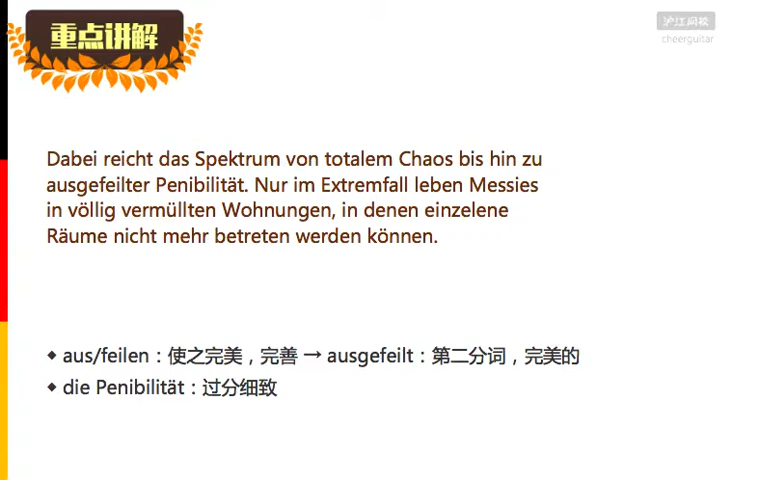 重点讲解
沪江网校
cheerguitar
Dabei reicht das Spektrum von totalem Chaos bis hin zu
ausgefeilter Penibilität. Nur im Extremfall leben Messies
in völlig vermüllten Wohnungen, in denen einzelene
Räume nicht mehr betreten werden können.
◆ aus/feilen：使之完美，完善 → ausgefeilt：第二分词，完美的
◆ die Penibilität：过分细致